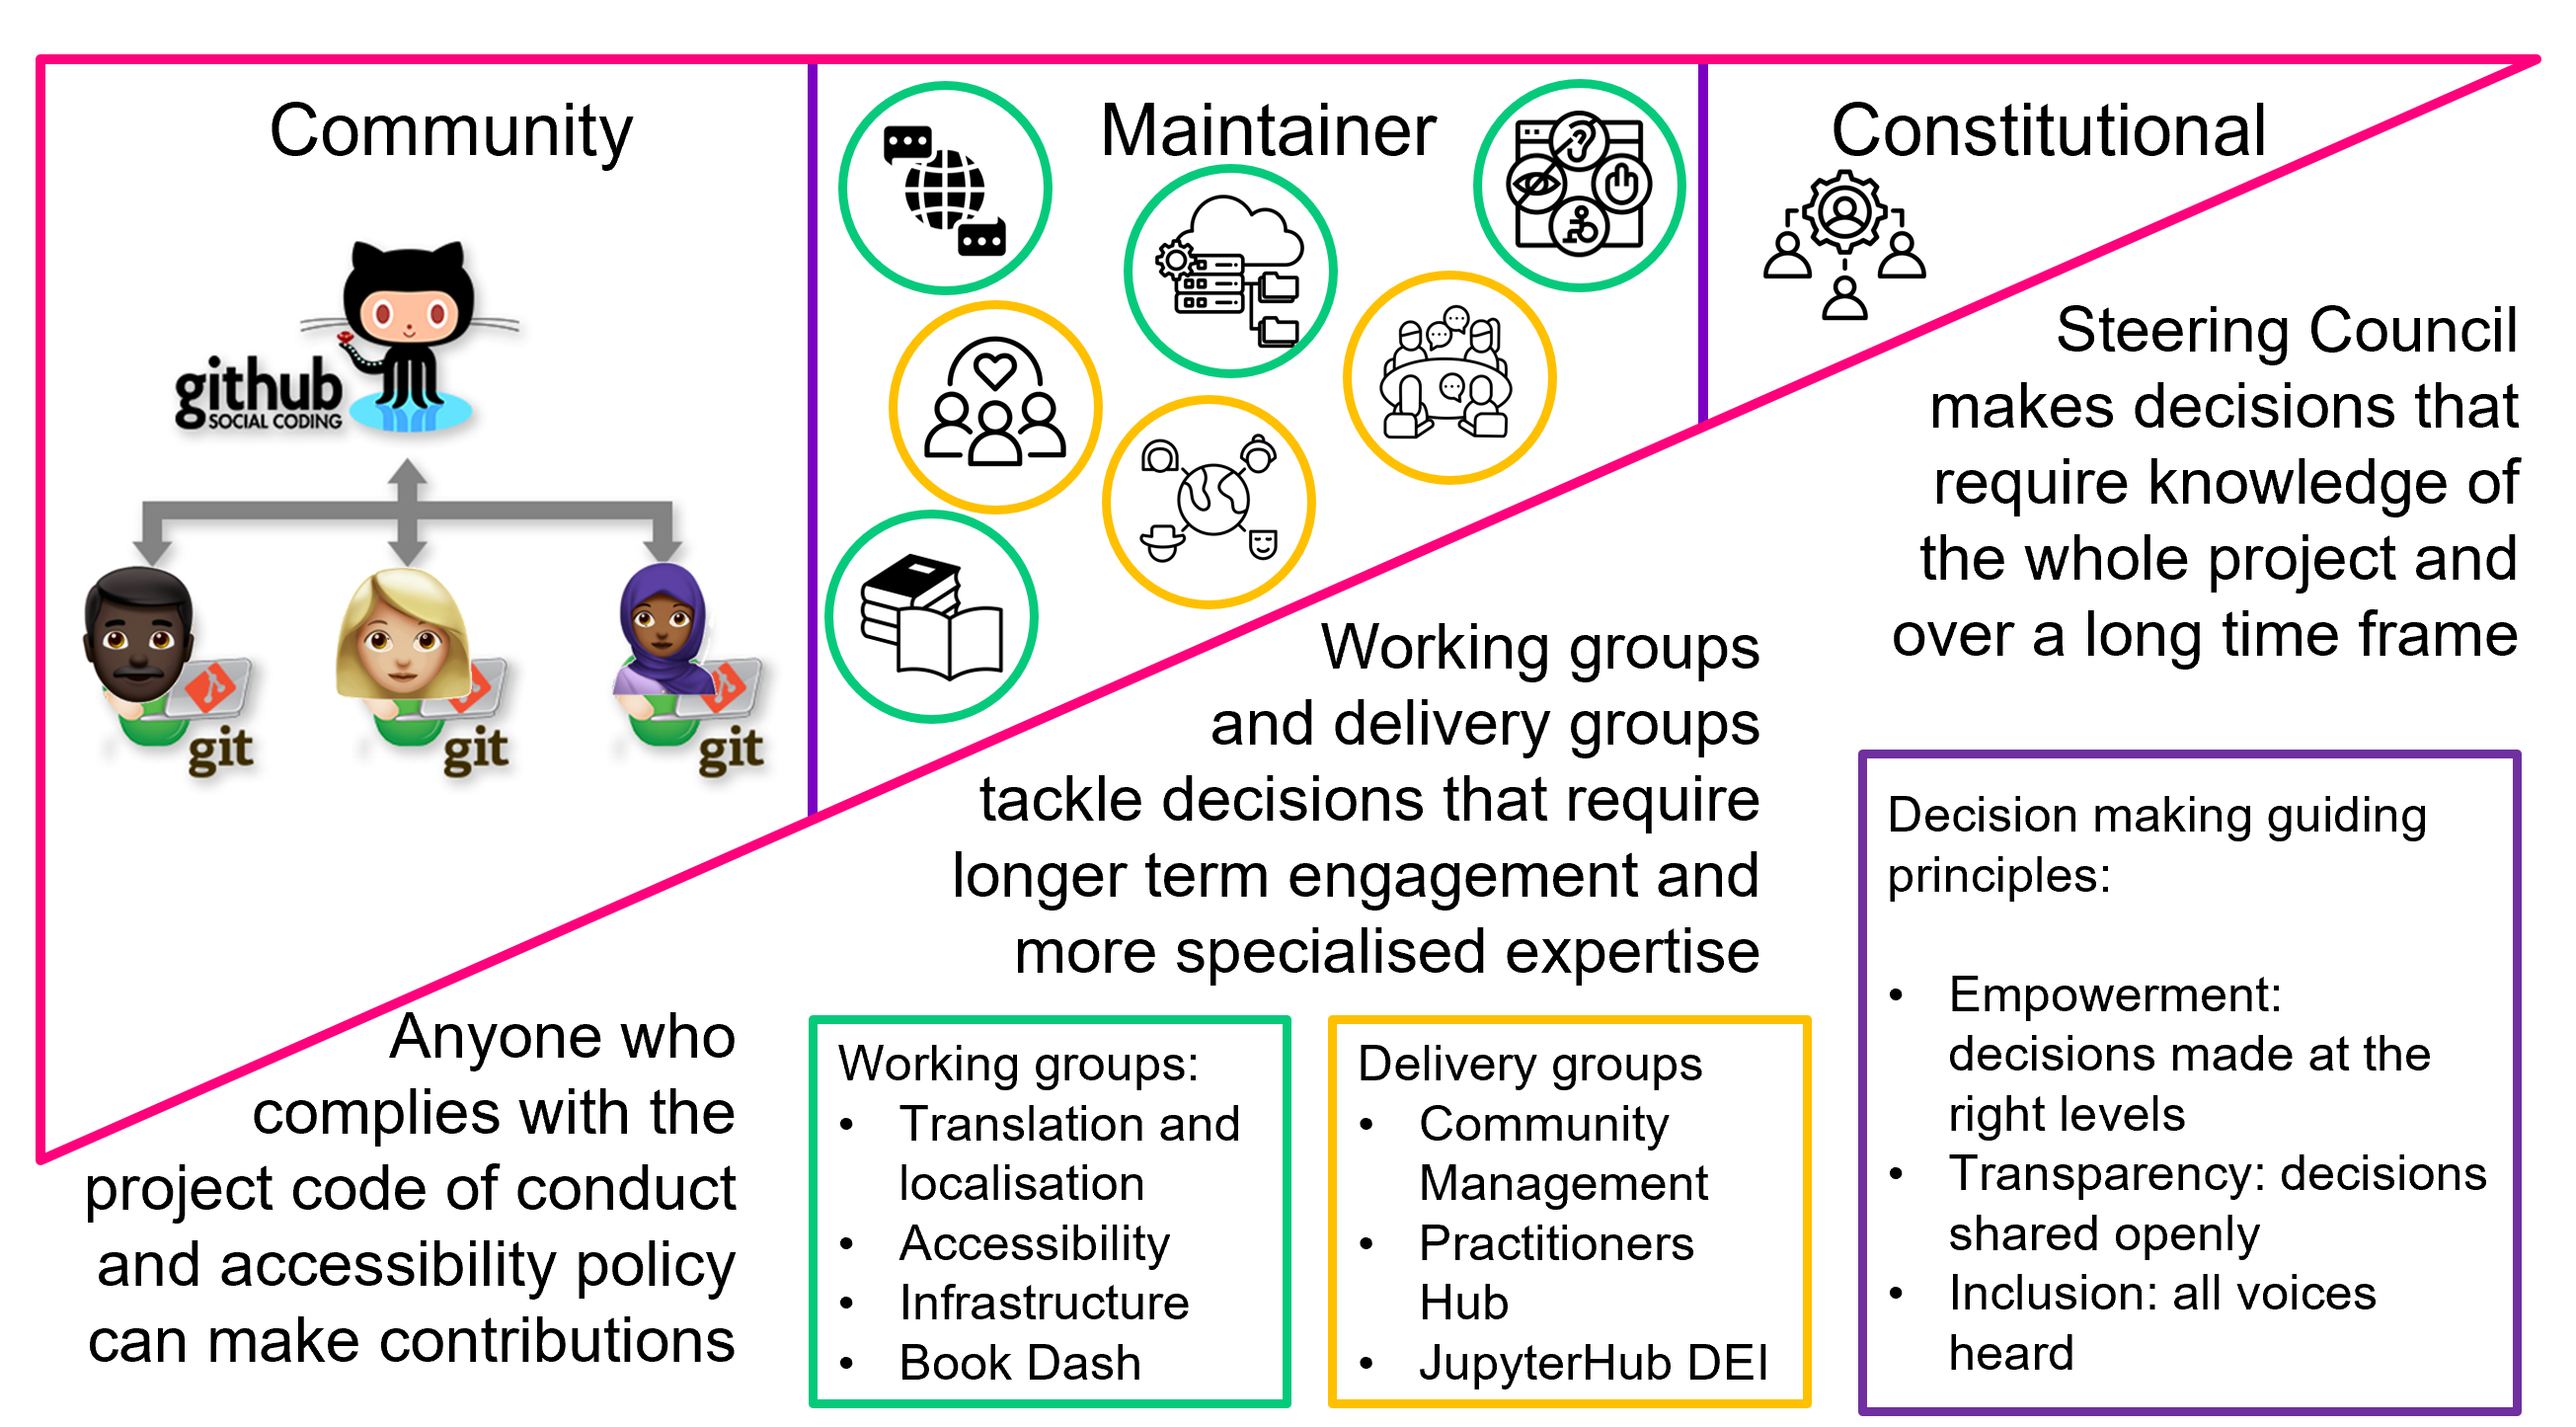 Community
Maintainer
Constitutional
github
SOCIAL CODING
git
git
git
Steering Council
makes decisions that
require knowledge of
the whole project and
over a long time frame
Working groups
and delivery groups
tackle decisions that require
longer term engagement and
more specialised expertise
Anyone who
complies with the
project code of conduct
and accessibility policy
can make contributions
Working groups:
• Translation and
localisation
• Accessibility
• Infrastructure
• Book Dash
Delivery groups
• Community
Management
• Practitioners
Hub
• JupyterHub DEI
Decision making guiding
principles:
• Empowerment:
decisions made at the
right levels
• Transparency: decisions
shared openly
• Inclusion: all voices
heard